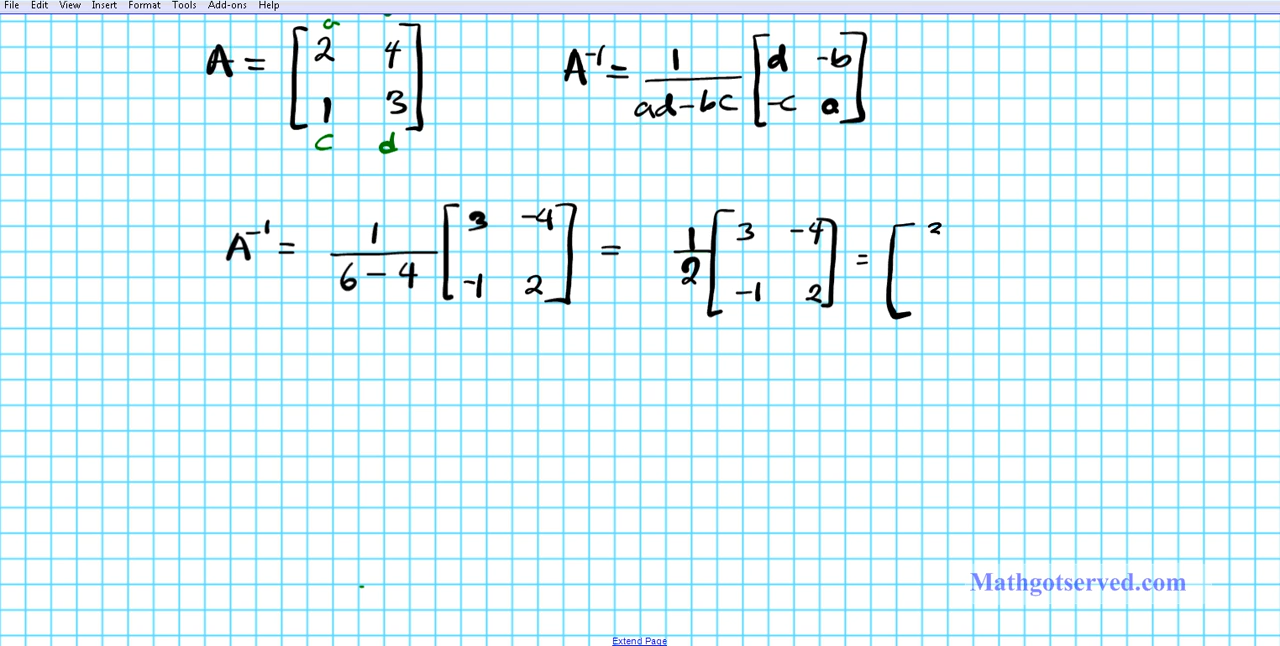 File Edit View Insert Format Tools Add-ons Help
a
A = [ 2 4 A⁻¹ = 1 / (ad - bc) [ d -b
1 3 ] -c a ]
c d
A⁻¹ = 1 / (6 - 4) [ 3 -4 = 1/2 [ 3 -4 = [
-1 2 ] -1 2 ]
Mathgotserved.com
Extend Page